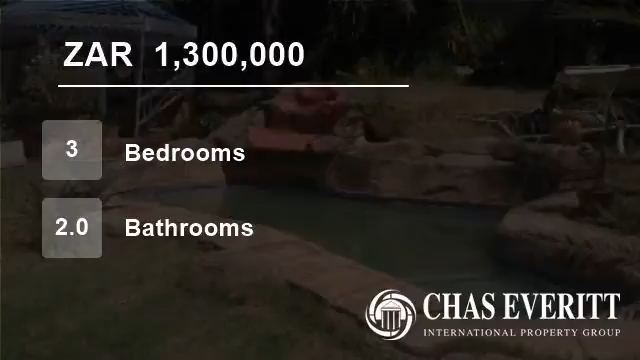 ZAR 1,300,000
3 Bedrooms
2.0 Bathrooms
CHAS EVERITT
INTERNATIONAL PROPERTY GROUP